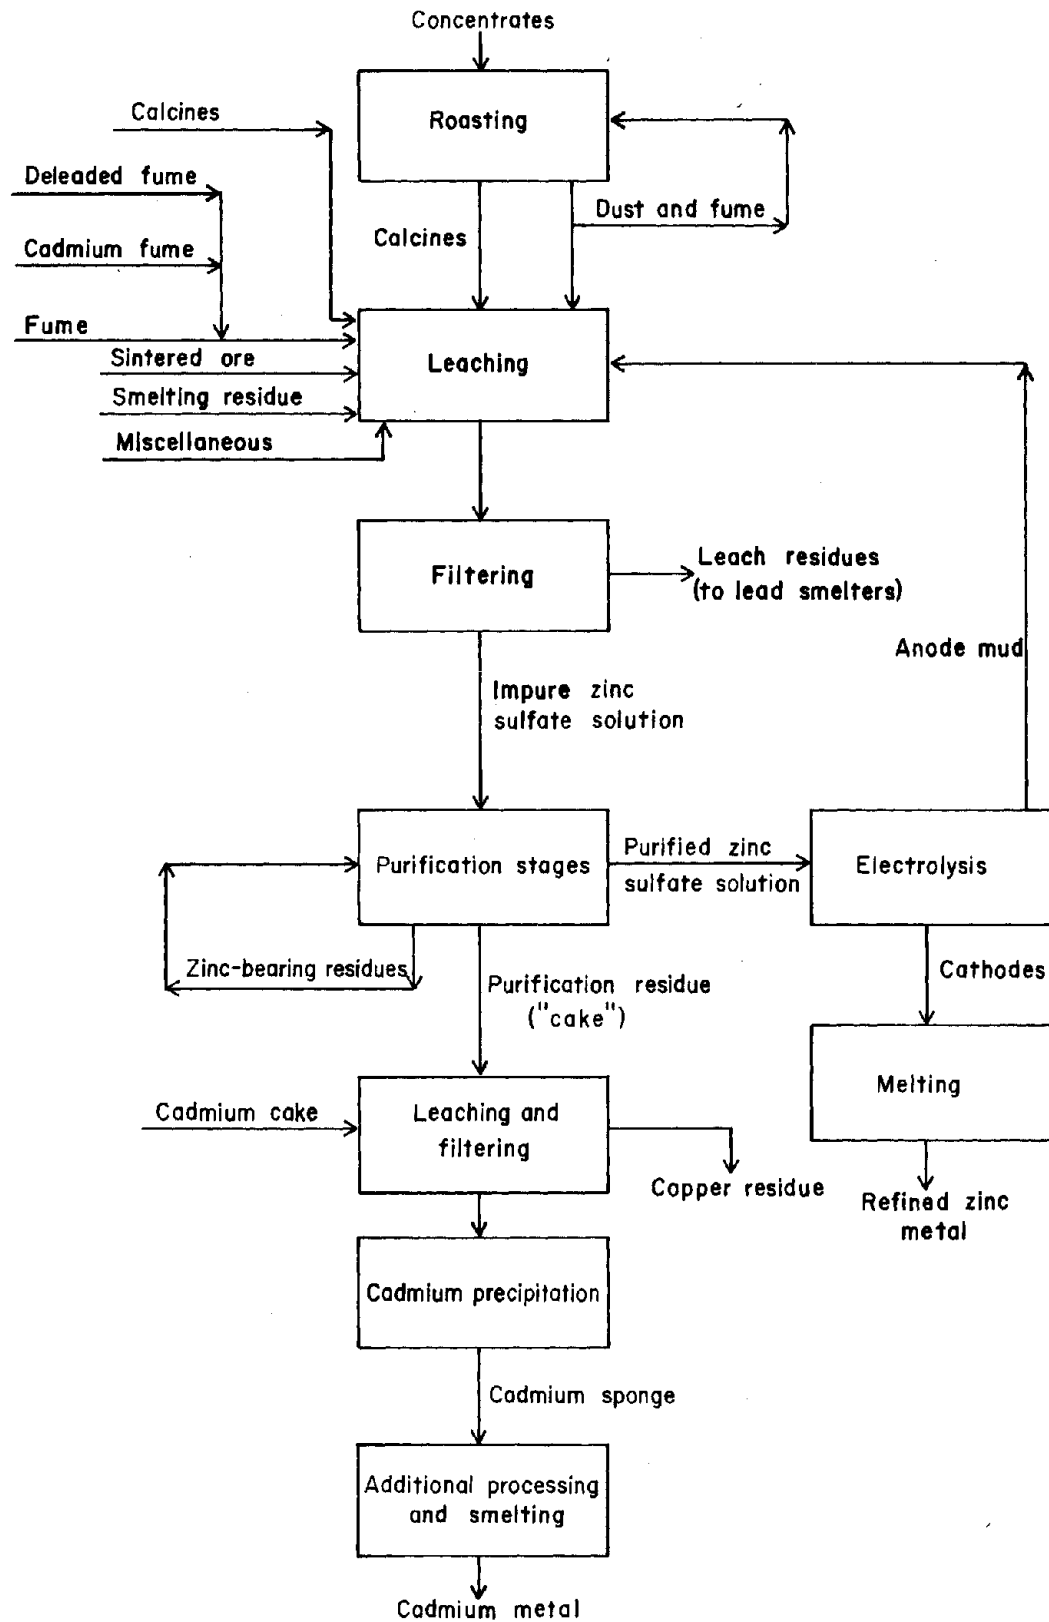 Concentrates
Roasting
Calcines
Deleaded fume
Dust and fume
Calcines
Cadmium fume
Fume
Sintered ore
Leaching
Smelting residue
Miscellaneous
Filtering
Leach residues
(to lead smelters)
Anode mud
Impure zinc
sulfate solution
Purification stages
Purified zinc
sulfate solution
Electrolysis
Zinc-bearing residues
Purification residue
("cake")
Cathodes
Melting
Cadmium cake
Leaching and
filtering
Copper residue
Refined zinc
metal
Cadmium precipitation
Cadmium sponge
Additional processing
and smelting
Cadmium metal